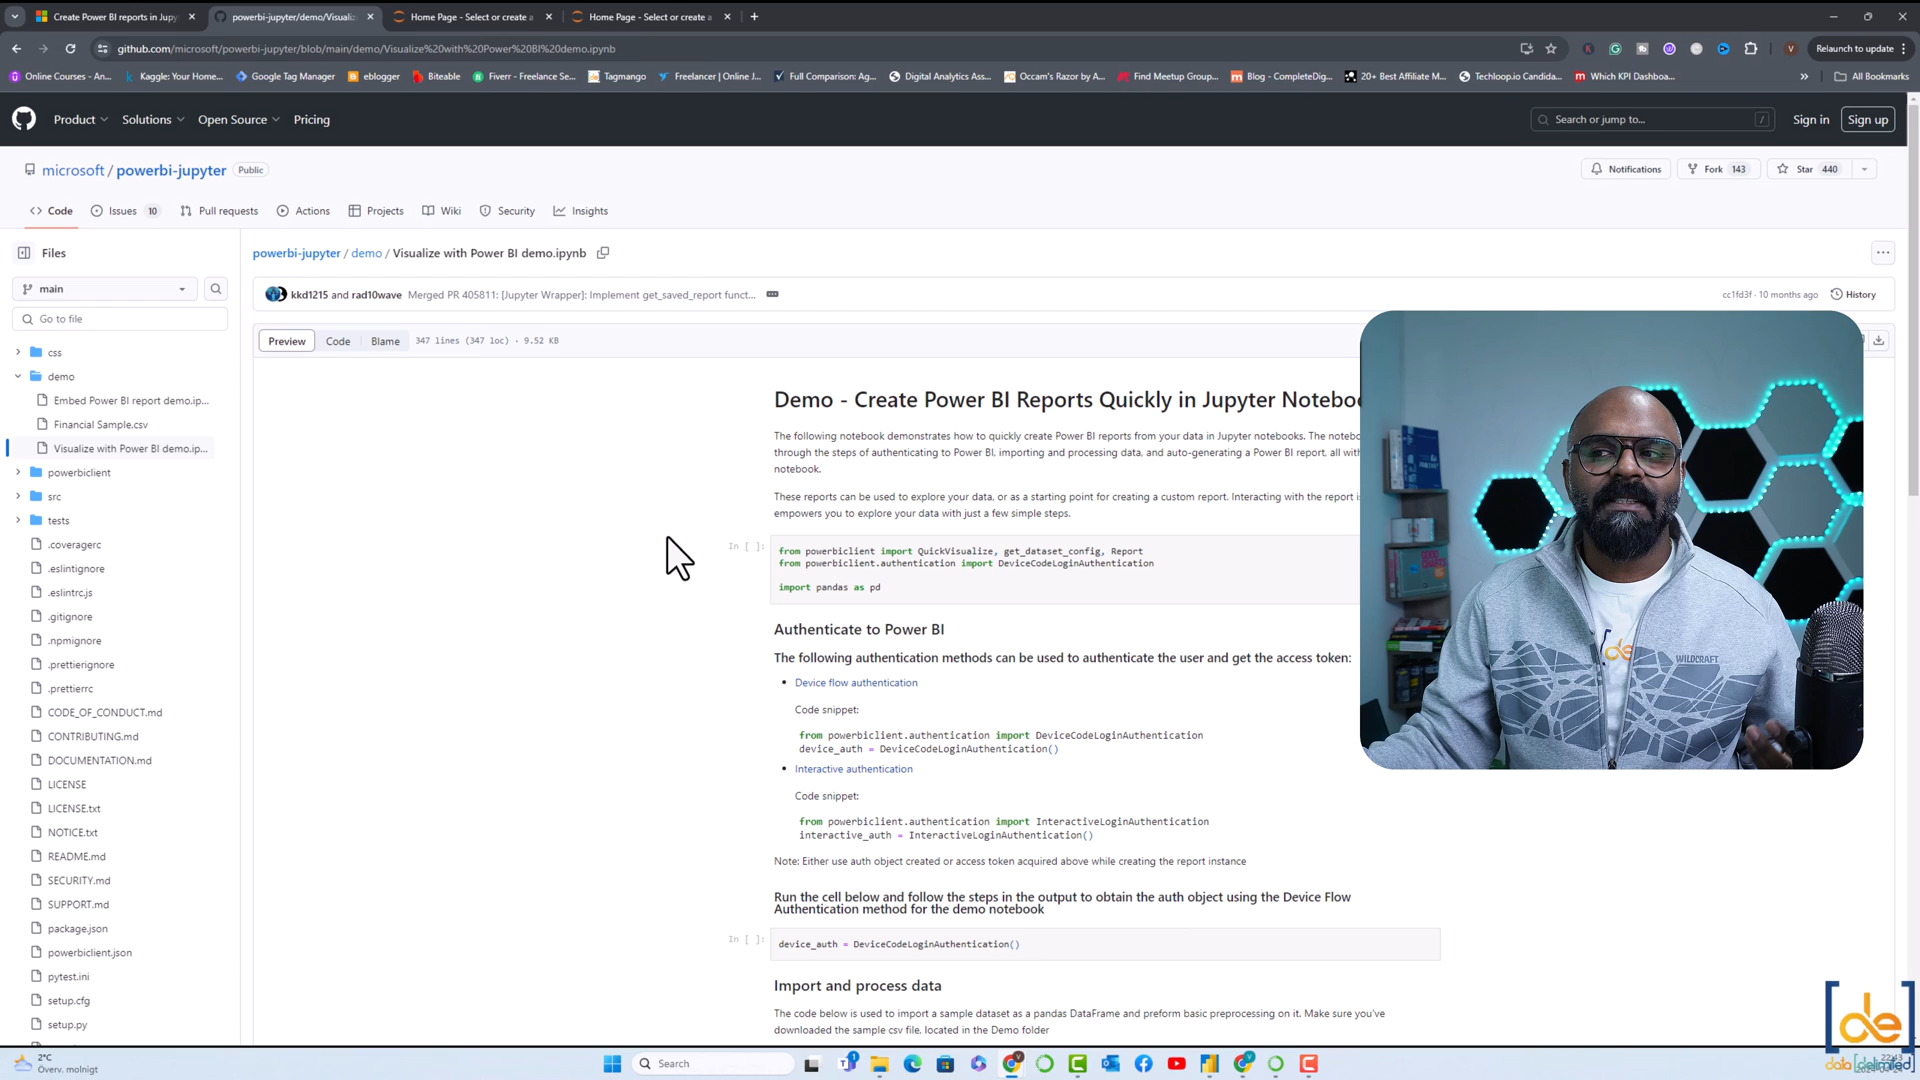 Create Power BI reports in Jupy
powerbi-jupyter/demo/Visualiz
Home Page - Select or create a
Home Page - Select or create a
github.com/microsoft/powerbi-jupyter/blob/main/demo/Visualize%20with%20Power%20BI%20demo.ipynb
Relaunch to update
Online Courses - An...
Kaggle: Your Home...
Google Tag Manager
eblogger
Biteable
Fiverr - Freelance Se...
Tagmango
Freelancer | Online J...
Full Comparison: Ag...
Digital Analytics Ass...
Occam's Razor by A...
Find Meetup Group...
Blog - CompleteDig...
20+ Best Affiliate M...
Techloop.io Candida...
Which KPI Dashboa...
All Bookmarks
Product
Solutions
Open Source
Pricing
Search or jump to...
/
Sign in
Sign up
microsoft / powerbi-jupyter
Public
Notifications
Fork 143
Star 440
Code
Issues 10
Pull requests
Actions
Projects
Wiki
Security
Insights
Files
main
Go to file
css
demo
Embed Power BI report demo.ip...
Financial Sample.csv
Visualize with Power BI demo.ip...
powerbiclient
src
tests
.coveragerc
.eslintignore
.eslintrc.js
.gitignore
.npmignore
.prettierignore
.prettierrc
CODE_OF_CONDUCT.md
CONTRIBUTING.md
DOCUMENTATION.md
LICENSE
LICENSE.txt
NOTICE.txt
README.md
SECURITY.md
SUPPORT.md
package.json
powerbiclient.json
pytest.ini
setup.cfg
setup.py
powerbi-jupyter / demo / Visualize with Power BI demo.ipynb
kkd1215 and rad10wave Merged PR 405811: [Jupyter Wrapper]: Implement get_saved_report funct...
cc1fd3f · 10 months ago
History
Preview
Code
Blame
347 lines (347 loc) · 9.52 KB
Demo - Create Power BI Reports Quickly in Jupyter Noteboo
The following notebook demonstrates how to quickly create Power BI reports from your data in Jupyter notebooks. The notebo
through the steps of authenticating to Power BI, importing and processing data, and auto-generating a Power BI report, all wit
notebook.
These reports can be used to explore your data, or as a starting point for creating a custom report. Interacting with the report i
empowers you to explore your data with just a few simple steps.
In [ ]:
from powerbiclient import QuickVisualize, get_dataset_config, Report
from powerbiclient.authentication import DeviceCodeLoginAuthentication
import pandas as pd
Authenticate to Power BI
The following authentication methods can be used to authenticate the user and get the access token:
• Device flow authentication
Code snippet:
from powerbiclient.authentication import DeviceCodeLoginAuthentication
device_auth = DeviceCodeLoginAuthentication()
• Interactive authentication
Code snippet:
from powerbiclient.authentication import InteractiveLoginAuthentication
interactive_auth = InteractiveLoginAuthentication()
Note: Either use auth object created or access token acquired above while creating the report instance
Run the cell below and follow the steps in the output to obtain the auth object using the Device Flow
Authentication method for the demo notebook
In [ ]:
device_auth = DeviceCodeLoginAuthentication()
Import and process data
The code below is used to import a sample dataset as a pandas DataFrame and preform basic preprocessing on it. Make sure you've
downloaded the sample csv file, located in the Demo folder
WILDCRAFT
de
[de]
data [delimited]
2°C
Överv. molnigt
Search
22:43